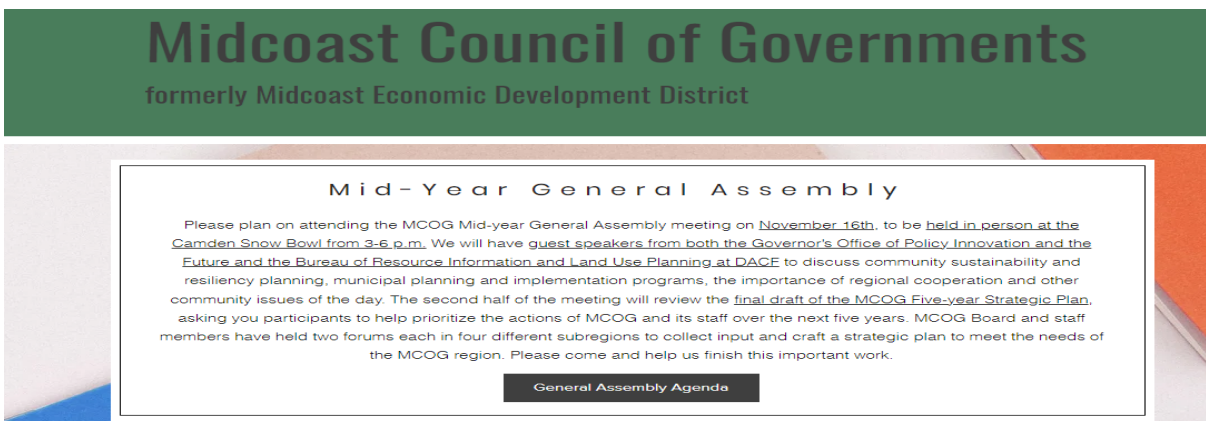 Midcoast Council of Governments
formerly Midcoast Economic Development District
Mid-Year General Assembly
Please plan on attending the MCOG Mid-year General Assembly meeting on November 16th, to be held in person at the
Camden Snow Bowl from 3-6 p.m. We will have guest speakers from both the Governor's Office of Policy Innovation and the
Future and the Bureau of Resource Information and Land Use Planning at DACF to discuss community sustainability and
resiliency planning, municipal planning and implementation programs, the importance of regional cooperation and other
community issues of the day. The second half of the meeting will review the final draft of the MCOG Five-year Strategic Plan,
asking you participants to help prioritize the actions of MCOG and its staff over the next five years. MCOG Board and staff
members have held two forums each in four different subregions to collect input and craft a strategic plan to meet the needs of
the MCOG region. Please come and help us finish this important work.
General Assembly Agenda